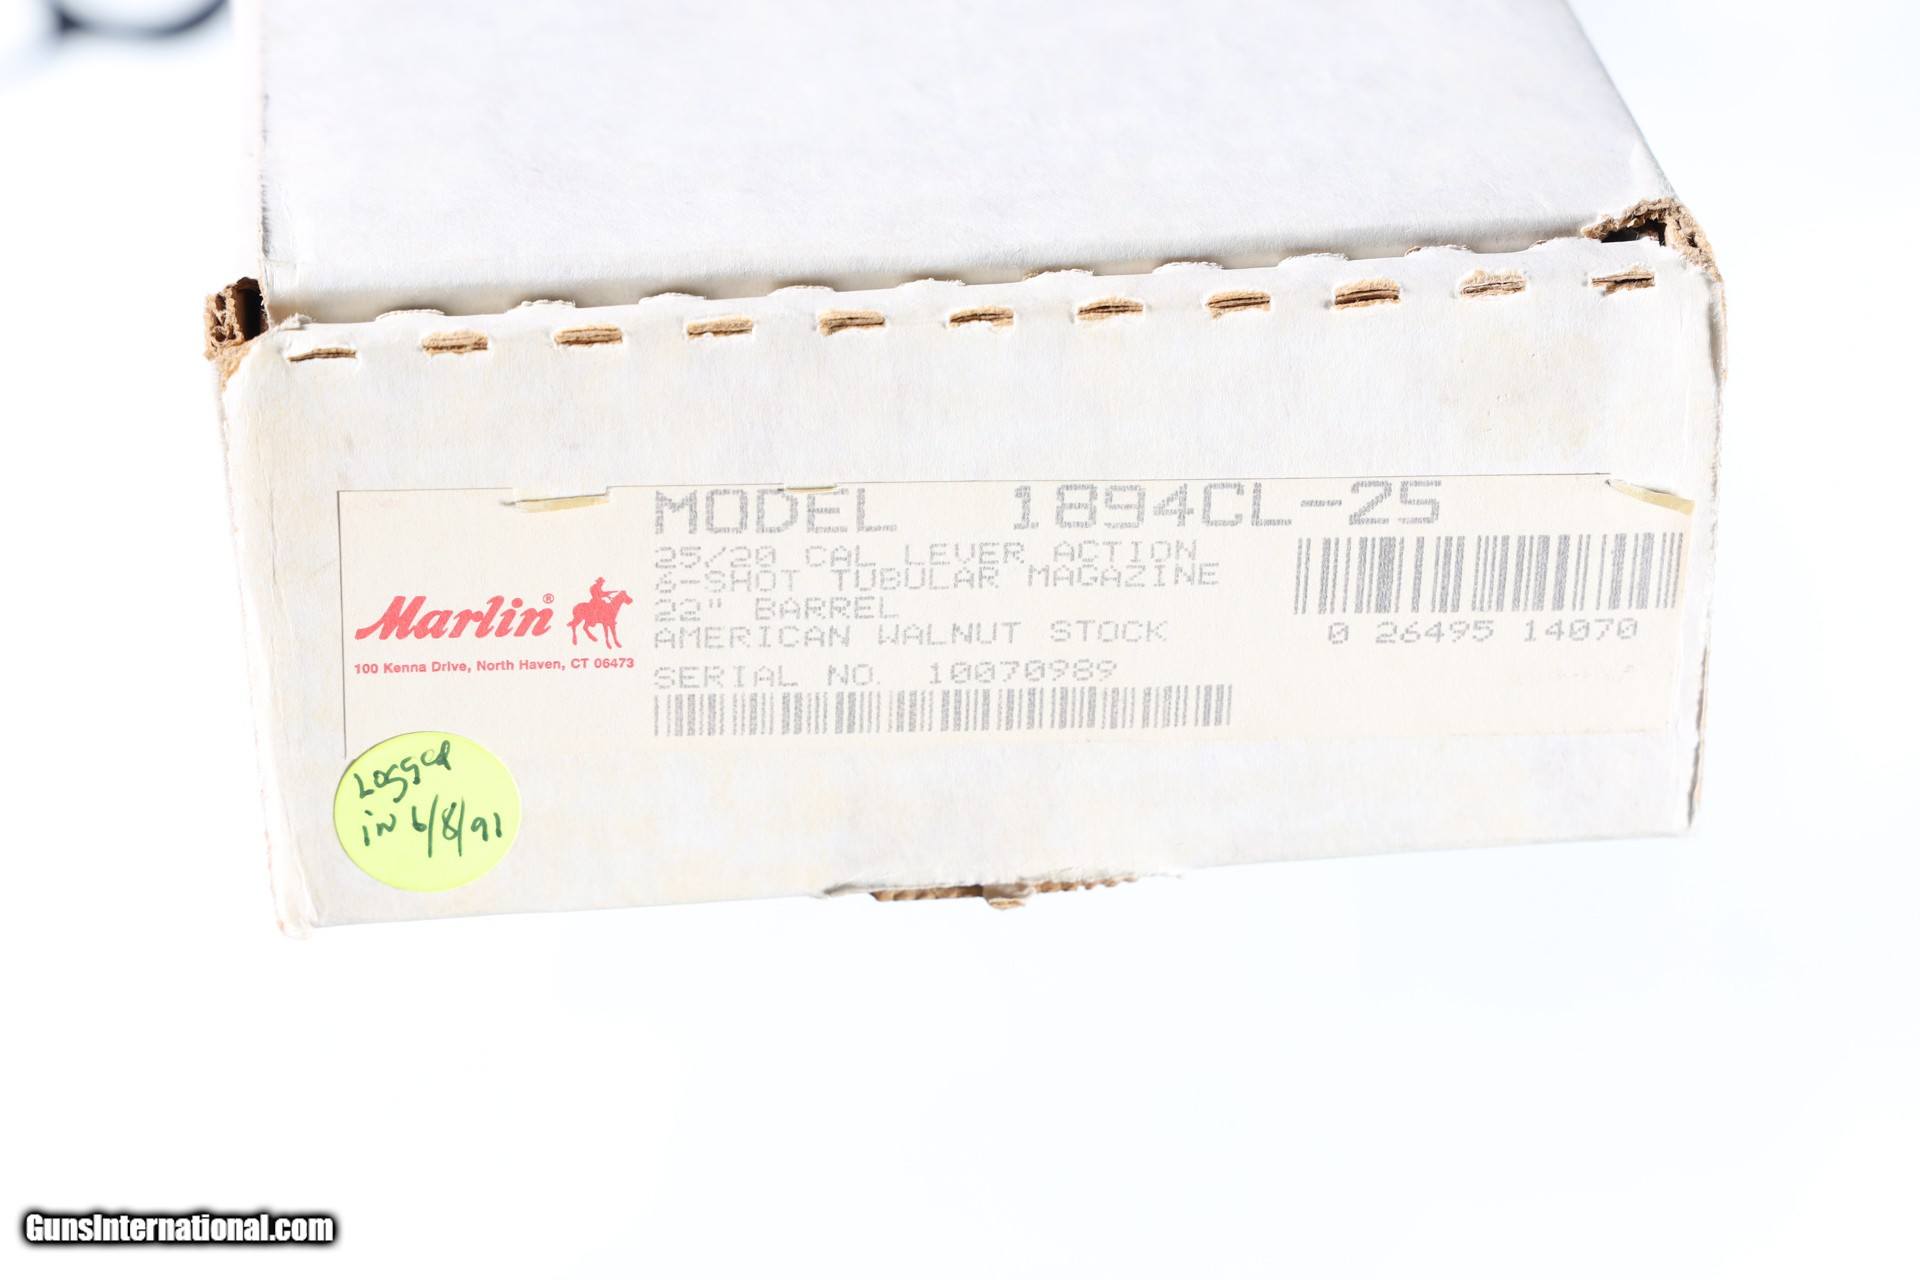 MODEL 1894CL-25
25/20 CAL LEVER ACTION
6-SHOT TUBULAR MAGAZINE
22" BARREL
AMERICAN WALNUT STOCK
SERIAL NO. 10070989
0 26495 14070
Marlin®
100 Kenna Drive, North Haven, CT 06473
Logged
in 6/8/91
GunsInternational.com